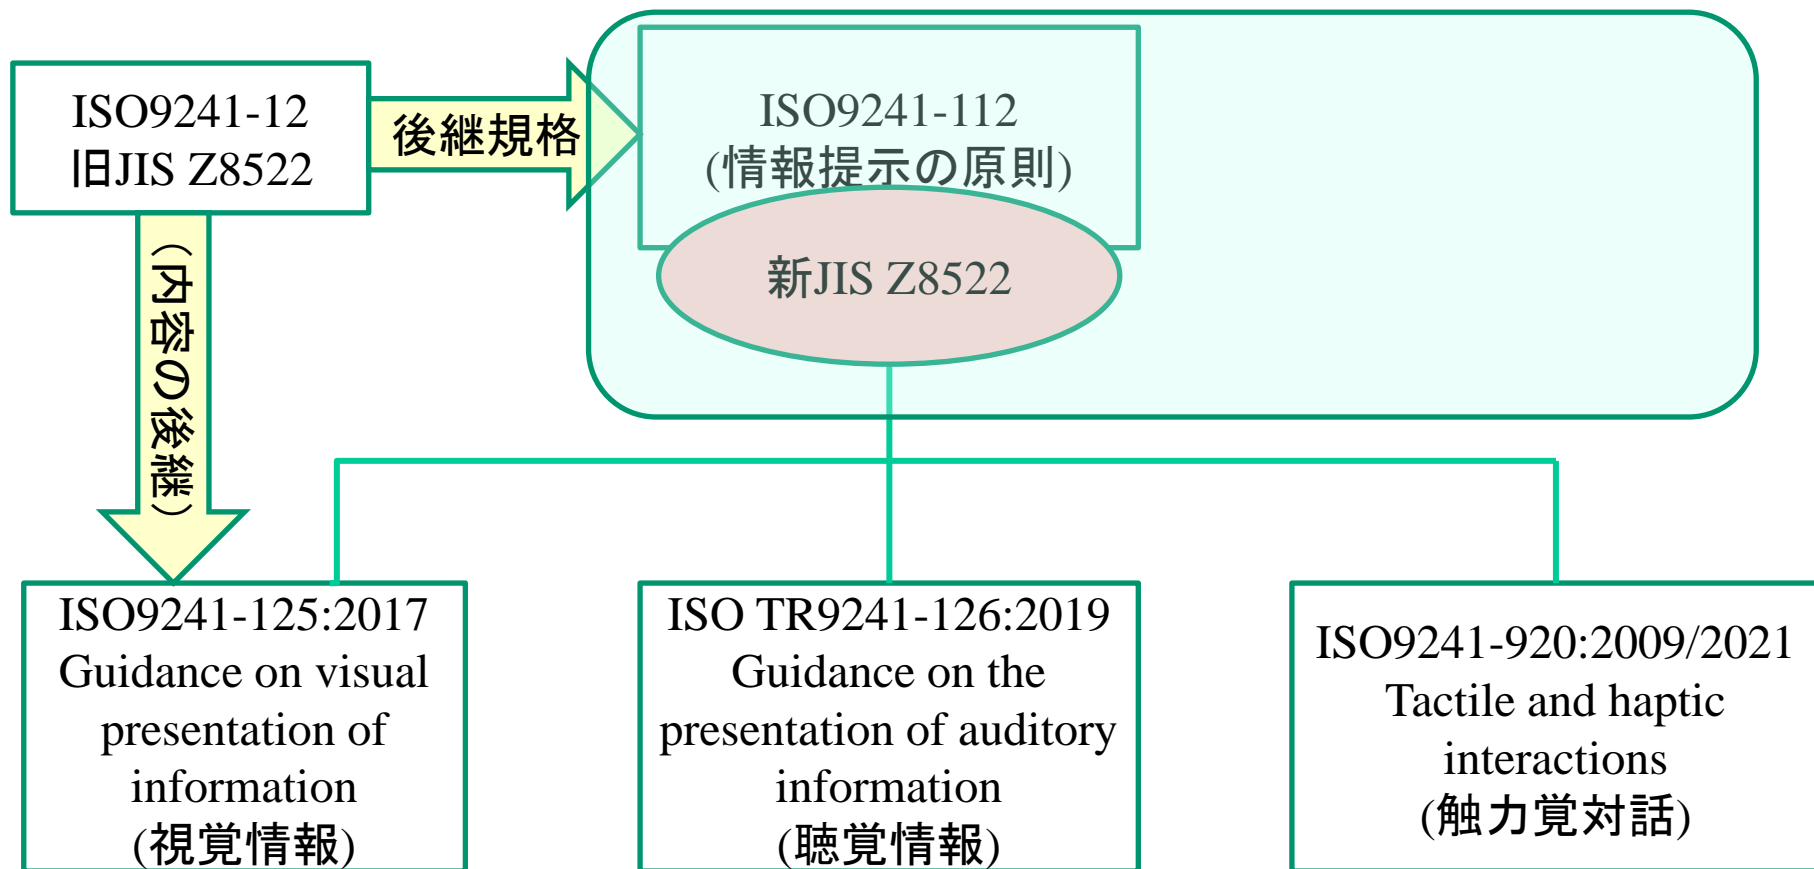 ISO9241-12
旧JIS Z8522
後継規格
ISO9241-112
(情報提示の原則)
新JIS Z8522
（内容の後継）
ISO9241-125:2017
Guidance on visual
presentation of
information
(視覚情報)
ISO TR9241-126:2019
Guidance on the
presentation of auditory
information
(聴覚情報)
ISO9241-920:2009/2021
Tactile and haptic
interactions
(触力覚対話)